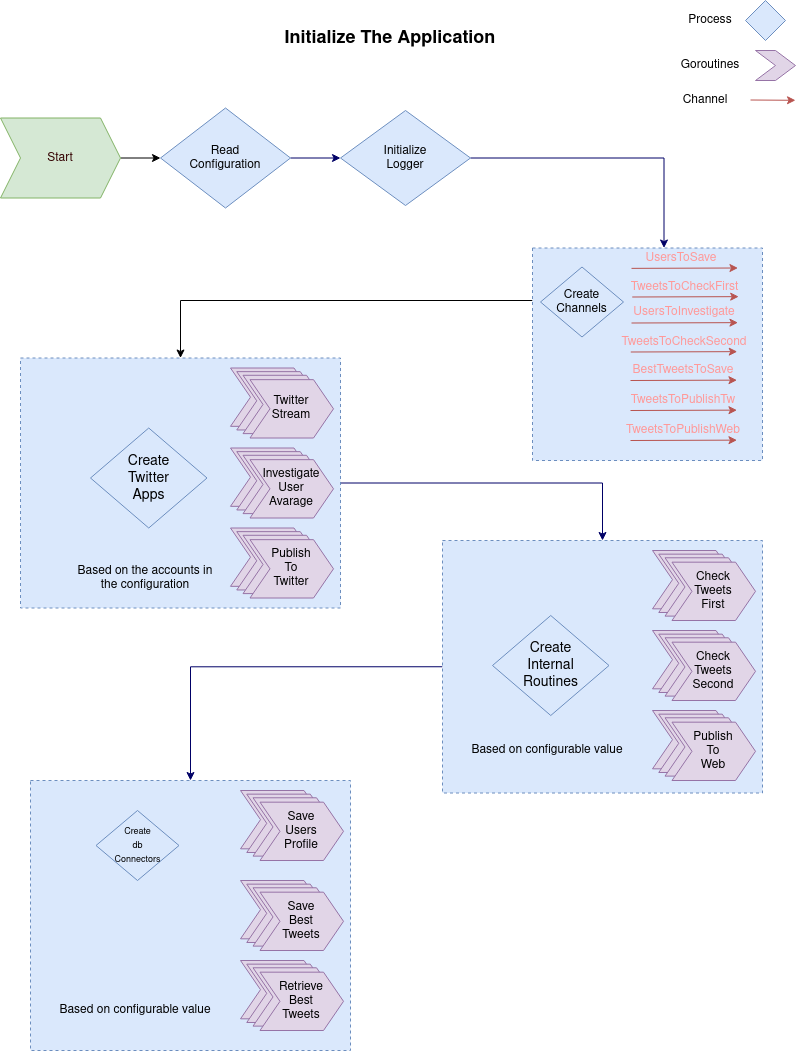 Initialize The Application
Process
Goroutines
Channel
Start
Read
Configuration
Initialize
Logger
Create
Channels
UsersToSave
TweetsToCheckFirst
UsersToInvestigate
TweetsToCheckSecond
BestTweetsToSave
TweetsToPublishTw
TweetsToPublishWeb
Create
Twitter
Apps
Based on the accounts in
the configuration
Twitter
Stream
Investigate
User
Avarage
Publish
To
Twitter
Create
Internal
Routines
Based on configurable value
Check
Tweets
First
Check
Tweets
Second
Publish
To
Web
Create
db
Connectors
Based on configurable value
Save
Users
Profile
Save
Best
Tweets
Retrieve
Best
Tweets